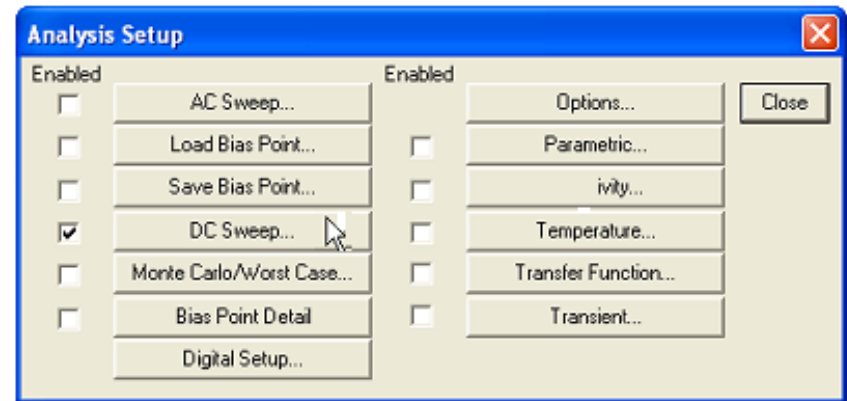 Analysis Setup
Enabled
AC Sweep...
Load Bias Point...
Save Bias Point...
DC Sweep...
Monte Carlo/Worst Case...
Bias Point Detail
Digital Setup...
Enabled
Options...
Parametric...
ivity...
Temperature...
Transfer Function...
Transient...
Close